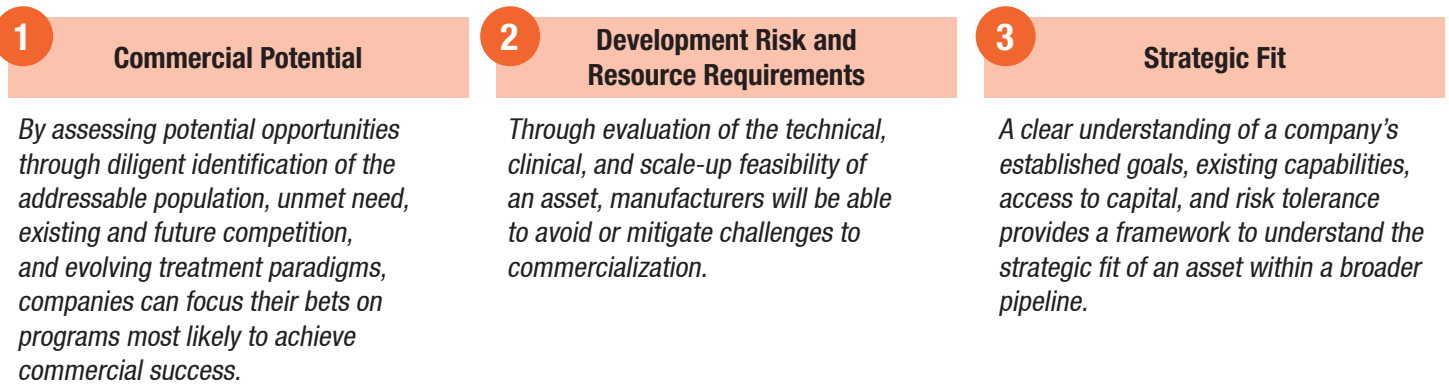 1
Commercial Potential
By assessing potential opportunities
through diligent identification of the
addressable population, unmet need,
existing and future competition,
and evolving treatment paradigms,
companies can focus their bets on
programs most likely to achieve
commercial success.
2
Development Risk and
Resource Requirements
Through evaluation of the technical,
clinical, and scale-up feasibility of
an asset, manufacturers will be able
to avoid or mitigate challenges to
commercialization.
3
Strategic Fit
A clear understanding of a company’s
established goals, existing capabilities,
access to capital, and risk tolerance
provides a framework to understand the
strategic fit of an asset within a broader
pipeline.